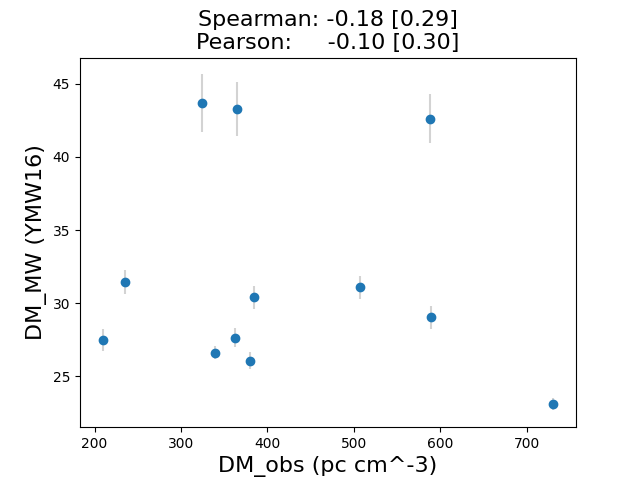 Spearman: -0.18 [0.29]
Pearson: -0.10 [0.30]
45
40
35
30
25
DM_MW (YMW16)
200 300 400 500 600 700
DM_obs (pc cm^-3)